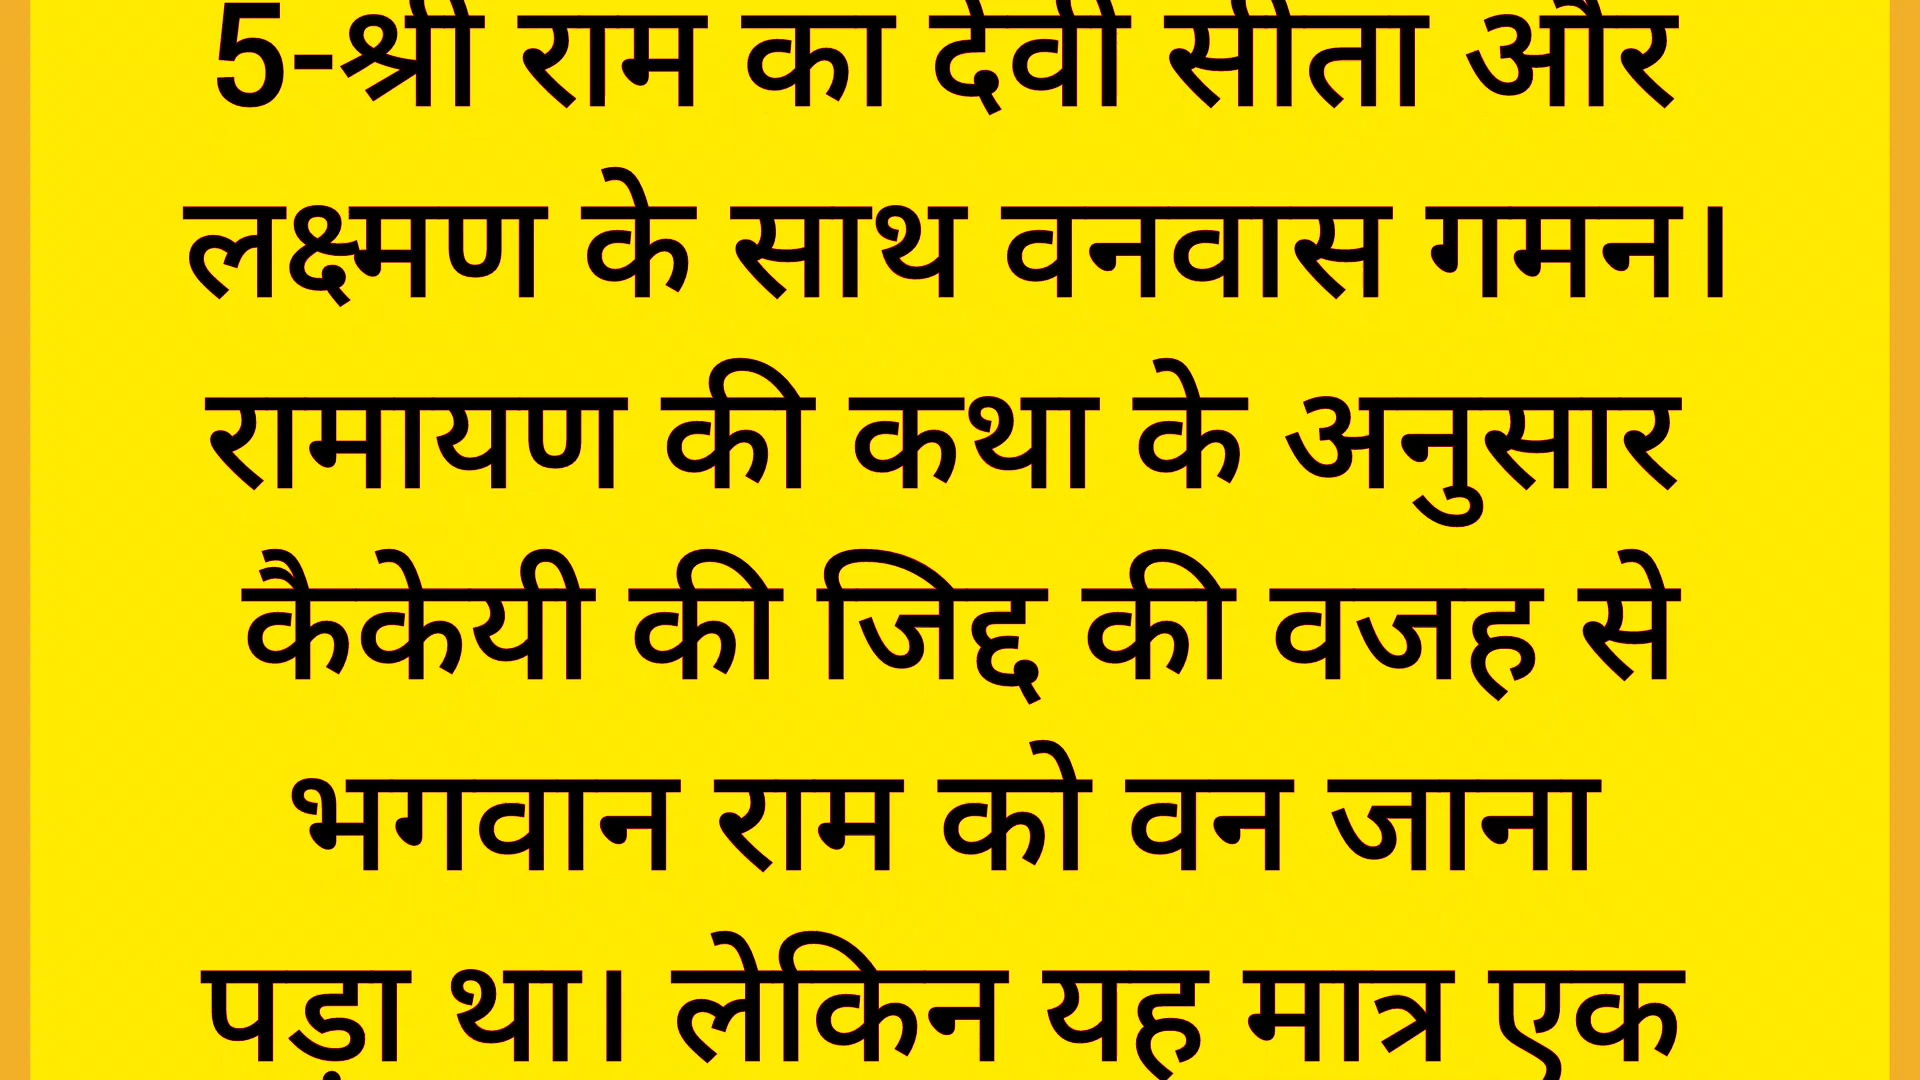 5-श्री राम का देवी सीता और
लक्ष्मण के साथ वनवास गमन।
रामायण की कथा के अनुसार
कैकेयी की जिद्द की वजह से
भगवान राम को वन जाना
पड़ा था। लेकिन यह मात्र एक